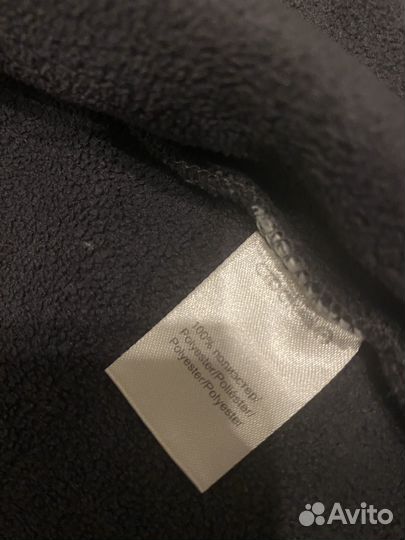 100% полиэстер/
Polyester/Poliéster/
Polyester/Polyester
Avito